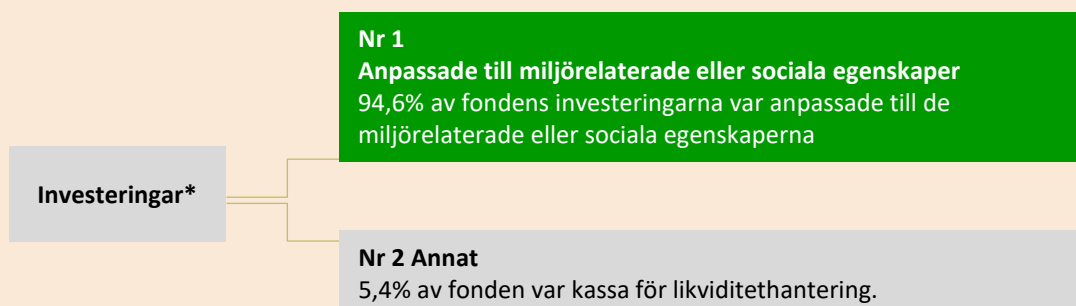 Nr 1
Anpassade till miljörelaterade eller sociala egenskaper
94,6% av fondens investeringarna var anpassade till de
miljörelaterade eller sociala egenskaperna
Investeringar*
Nr 2 Annat
5,4% av fonden var kassa för likviditethantering.